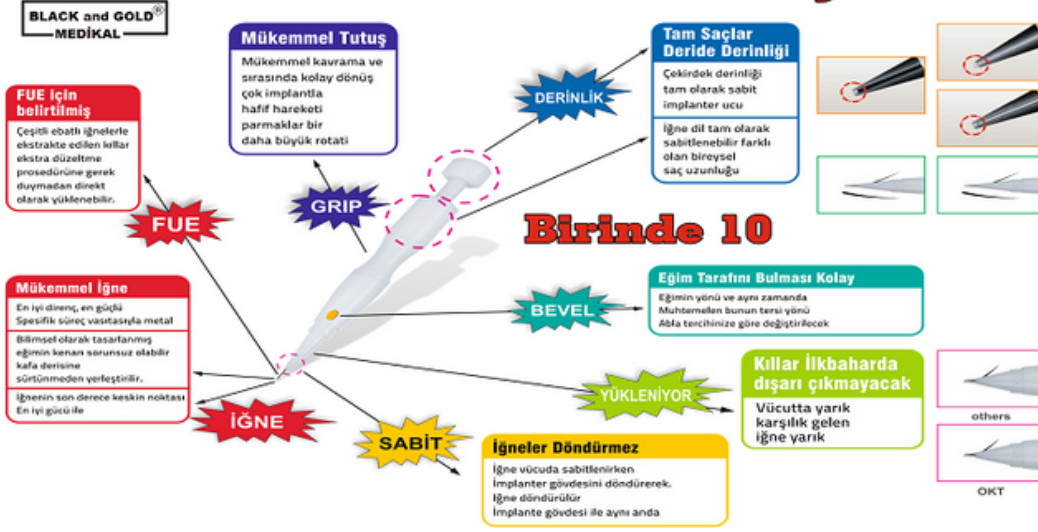 BLACK and GOLD®
MEDİKAL
Mükemmel Tutuş
Mükemmel kavrama ve
sırasında kolay dönüş
çok implantla
hafif hareketi
parmaklar bir
daha büyük rotati
Tam Saçlar
Deride Derinliği
Çekirdek derinliği
tam olarak sabit
implanter ucu
İğne dil tam olarak
sabitlenebilir farklı
olan bireysel
saç uzunluğu
DERİNLİK
FUE için
belirtilmiş
Çeşitli ebatlı iğnelerle
ekstrakte edilen kıllar
ekstra düzeltme
prosedürüne gerek
duymadan direkt
olarak yüklenebilir.
GRIP
FUE
Birinde 10
Mükemmel İğne
En iyi direnç, en güçlü
Spesifik süreç vasıtasıyla metal
Bilimsel olarak tasarlanmış
eğimin kenarı sorunsuz olabilir
kafa derisine
sürtünmeden yerleştirilir.
İğnenin son derece keskin noktası
En iyi gücü ile
BEVEL
Eğim Tarafını Bulması Kolay
Eğimin yönü ve aynı zamanda
Muhtemelen bunun tersi yönü
Abla tercihinize göre değiştirilecek
YÜKLENİYOR
Kıllar İlkbaharda
dışarı çıkmayacak
Vücutta yarık
karşılık gelen
iğne yarık
others
OKT
İĞNE
SABİT
İğneler Döndürmez
İğne vücuda sabitlenirken
İmplanter gövdesini döndürerek.
İğne döndürülür
İmplante gövdesi ile aynı anda